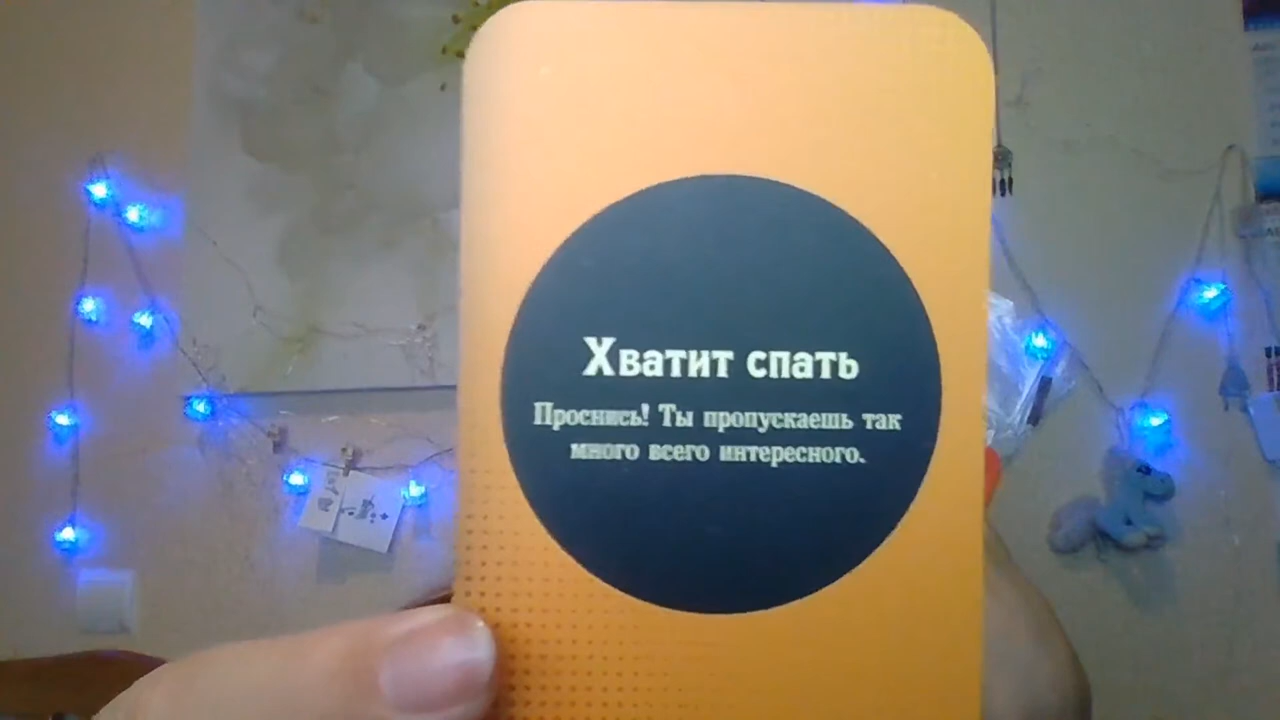 Хватит спать
Проснись! Ты пропускаешь так
много всего интересного.